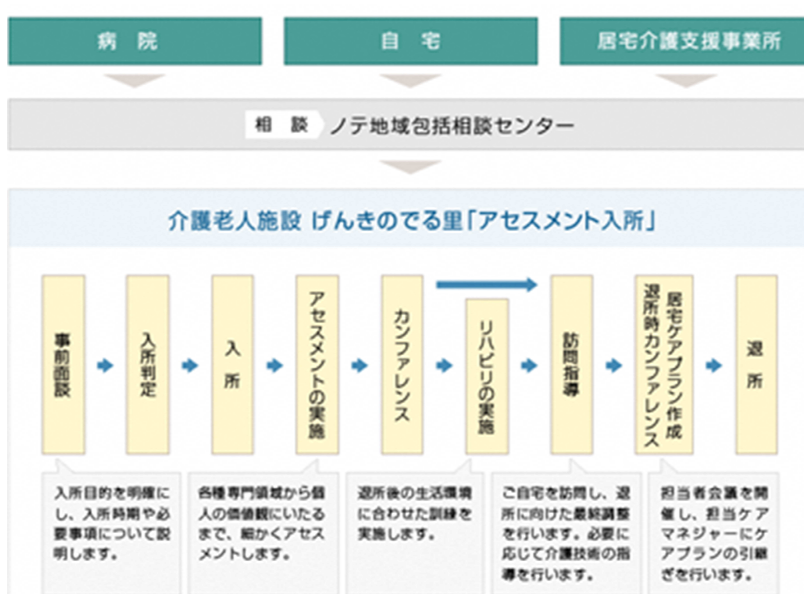 病 院
自 宅
居宅介護支援事業所
相 談
ノテ地域包括相談センター
介護老人施設 げんきのでる里「アセスメント入所」
事前面談
入所判定
入 所
アセスメントの実施
カンファレンス
リハビリの実施
訪問指導
居宅ケアプラン作成
退所時カンファレンス
退 所
入所目的を明確に
し、入所時期や必
要事項について説
明します。
各種専門領域から個
人の価値観にいたる
まで、細かくアセス
メントします。
退所後の生活環境
に合わせた訓練を
実施します。
ご自宅を訪問し、退
所に向けた最終調整
を行います。必要に
応じて介護技術の指
導を行います。
担当者会議を開
催し、担当ケア
マネジャーにケ
アプランの引継
ぎを行います。